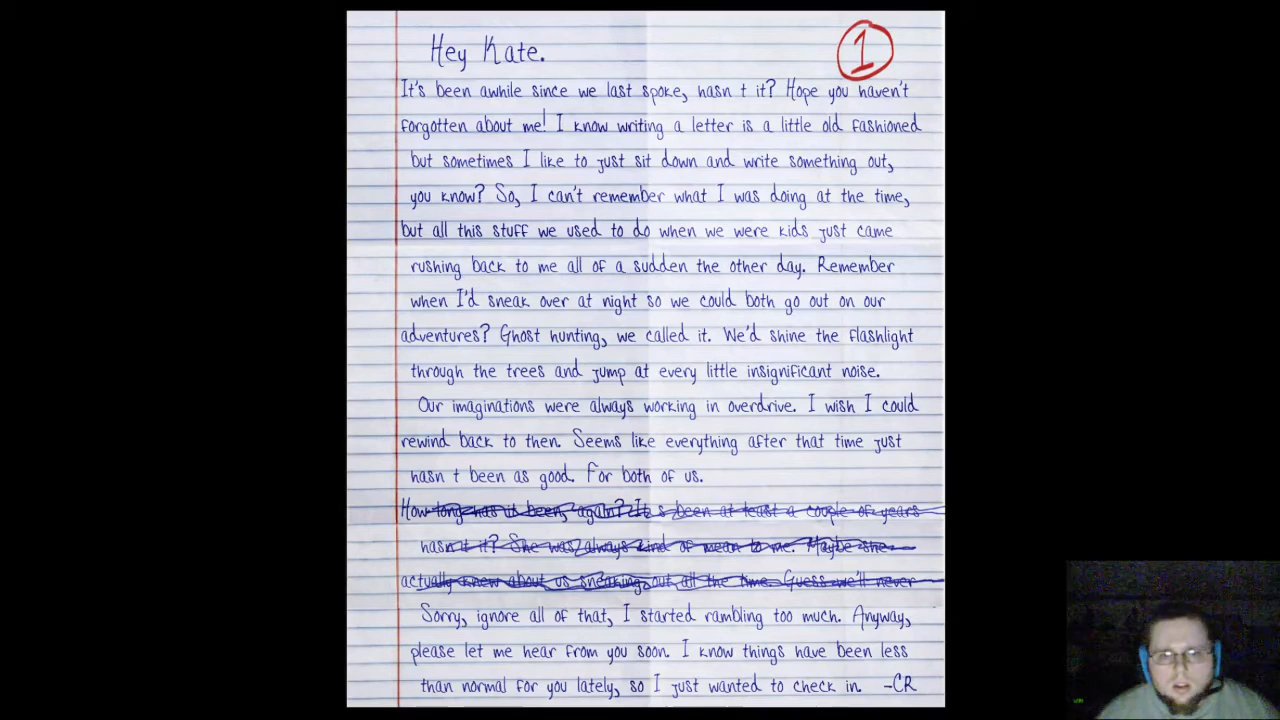 Hey Kate.
1
It's been awhile since we last spoke, hasn t it? Hope you haven't
forgotten about me! I know writing a letter is a little old fashioned
but sometimes I like to just sit down and write something out,
you know? So, I can't remember what I was doing at the time,
but all this stuff we used to do when we were kids just came
rushing back to me all of a sudden the other day. Remember
when I'd sneak over at night so we could both go out on our
adventures? Ghost hunting, we called it. We'd shine the flashlight
through the trees and jump at every little insignificant noise.
Our imaginations were always working in overdrive. I wish I could
rewind back to then. Seems like everything after that time just
hasn t been as good. For both of us.
How long has it been, again? It s been at least a couple of years
hasn t it? She was always kind of mean to me. Maybe she
actually knew about us sneaking out all the time. Guess we'll never
Sorry, ignore all of that, I started rambling too much. Anyway,
please let me hear from you soon. I know things have been less
than normal for you lately, so I just wanted to check in. -CR